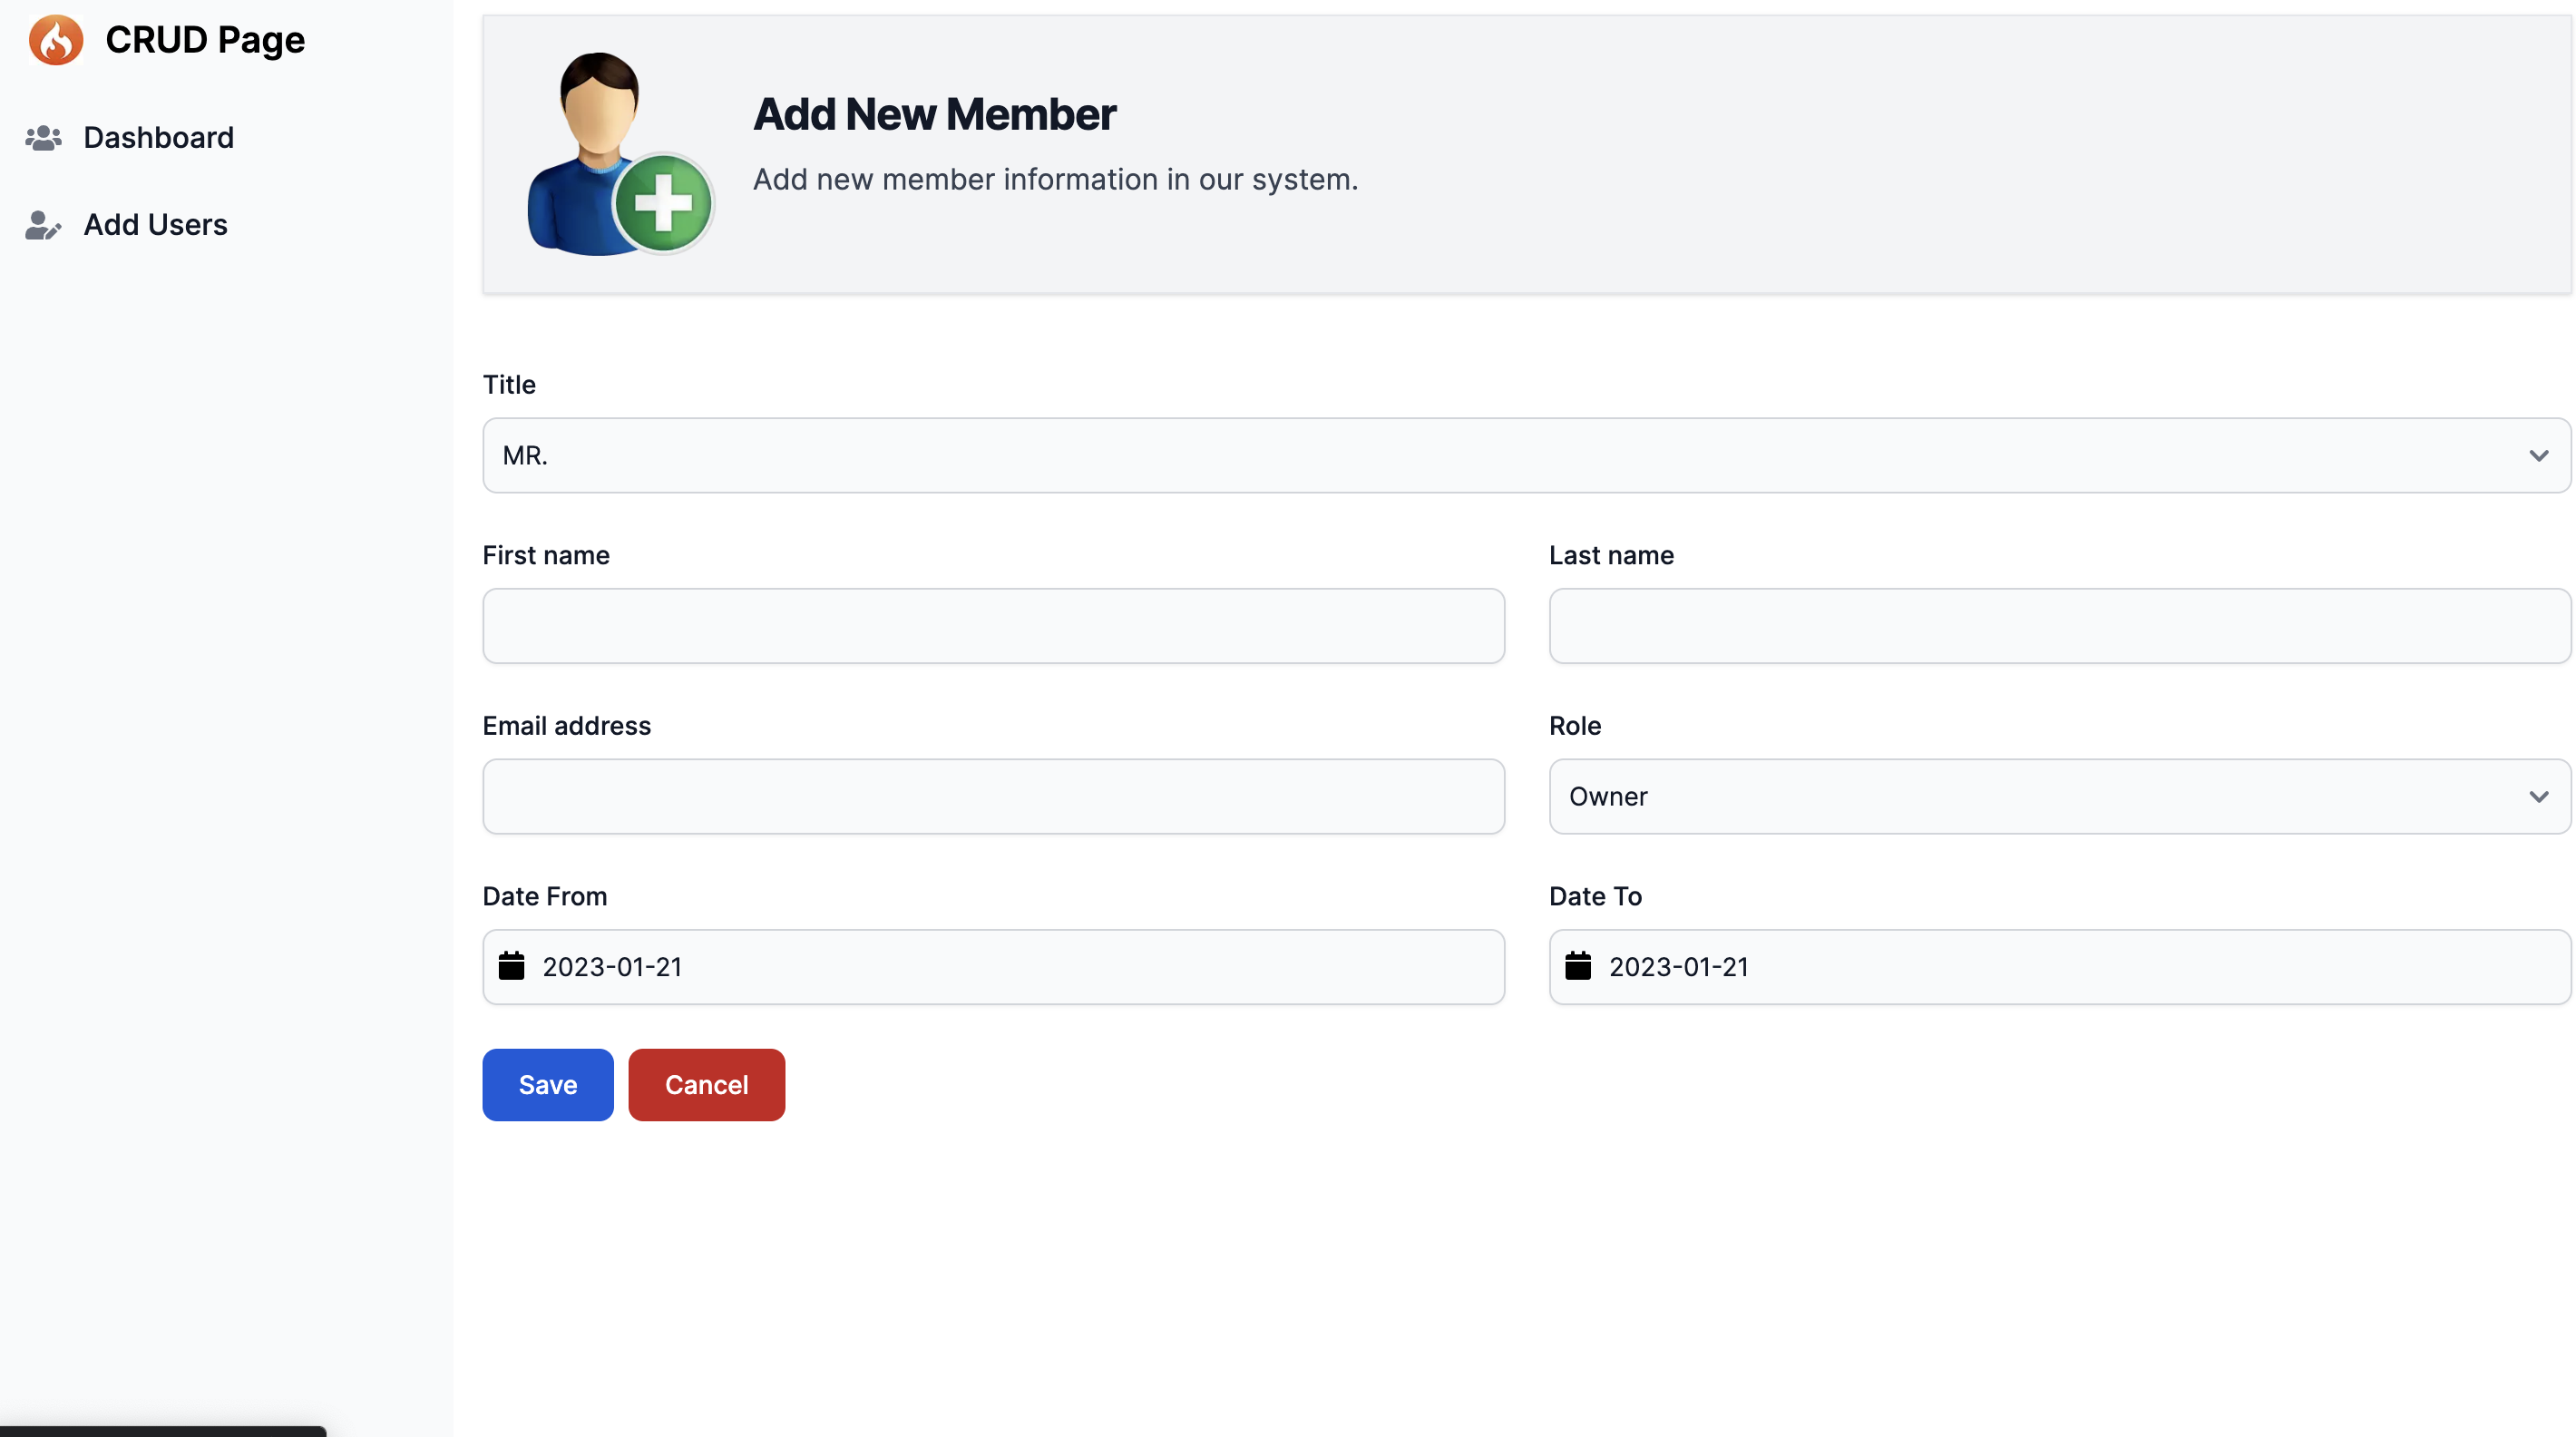 CRUD Page
Dashboard
Add Users
Add New Member
Add new member information in our system.
Title
MR.
First name
Last name
Email address
Role
Owner
Date From
Date To
2023-01-21
2023-01-21
Save
Cancel